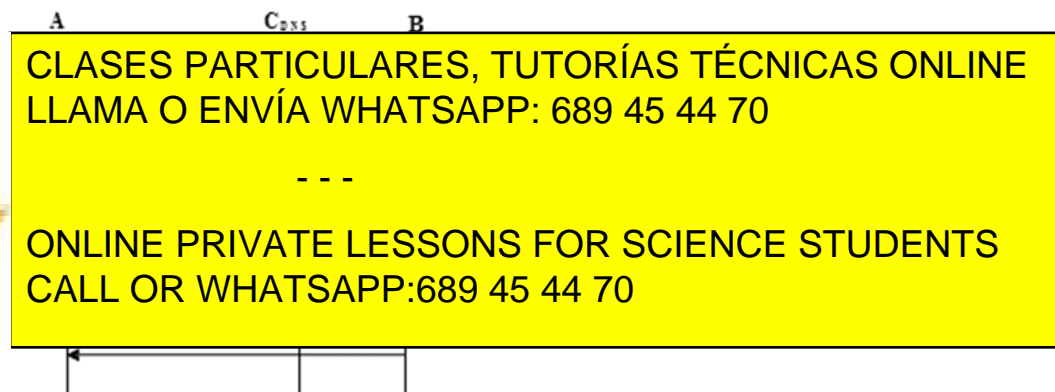 A C_DNS B
CLASES PARTICULARES, TUTORÍAS TÉCNICAS ONLINE
LLAMA O ENVÍA WHATSAPP: 689 45 44 70
- - -
ONLINE PRIVATE LESSONS FOR SCIENCE STUDENTS
CALL OR WHATSAPP:689 45 44 70